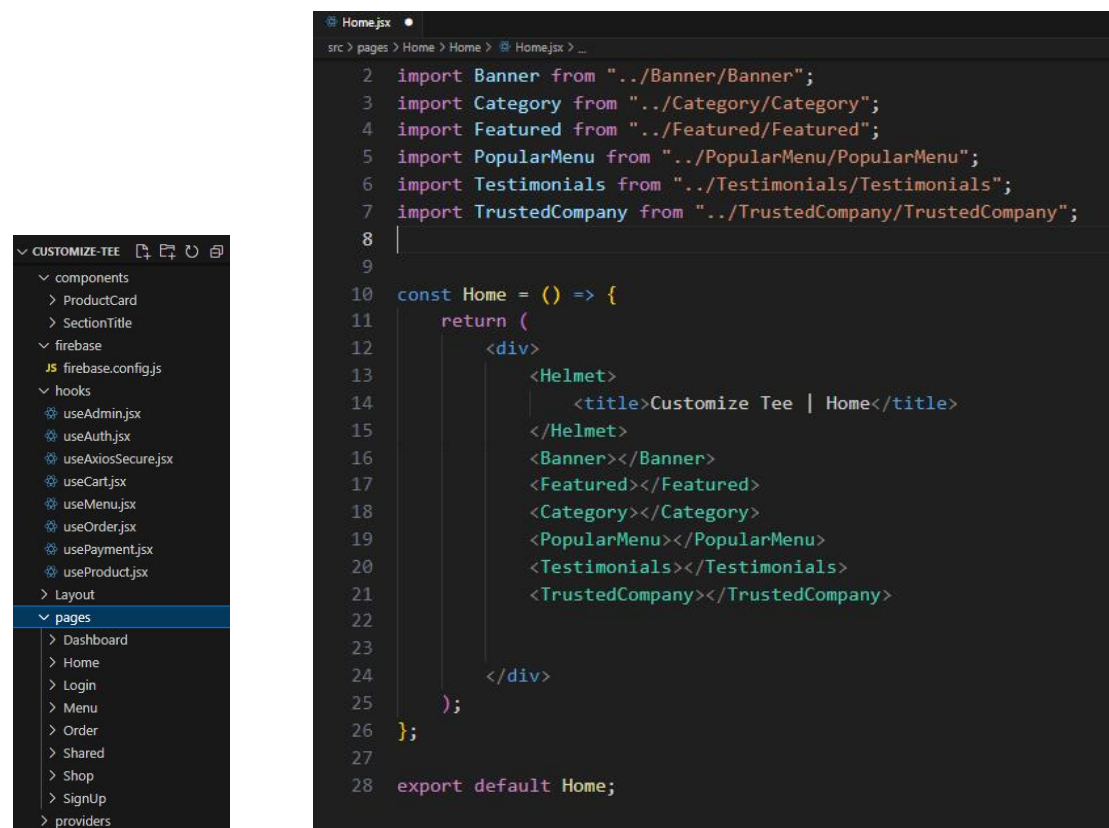 CUSTOMIZE-TEE
components
ProductCard
SectionTitle
firebase
JS firebase.config.js
hooks
useAdmin.jsx
useAuth.jsx
useAxiosSecure.jsx
useCart.jsx
useMenu.jsx
useOrder.jsx
usePayment.jsx
useProduct.jsx
Layout
pages
Dashboard
Home
Login
Menu
Order
Shared
Shop
SignUp
providers
Home.jsx ●
src > pages > Home > Home > Home.jsx > ...
2 import Banner from "../Banner/Banner";
3 import Category from "../Category/Category";
4 import Featured from "../Featured/Featured";
5 import PopularMenu from "../PopularMenu/PopularMenu";
6 import Testimonials from "../Testimonials/Testimonials";
7 import TrustedCompany from "../TrustedCompany/TrustedCompany";
8
9
10 const Home = () => {
11     return (
12         <div>
13             <Helmet>
14                 <title>Customize Tee | Home</title>
15             </Helmet>
16             <Banner></Banner>
17             <Featured></Featured>
18             <Category></Category>
19             <PopularMenu></PopularMenu>
20             <Testimonials></Testimonials>
21             <TrustedCompany></TrustedCompany>
22
23
24         </div>
25     );
26 };
27
28 export default Home;